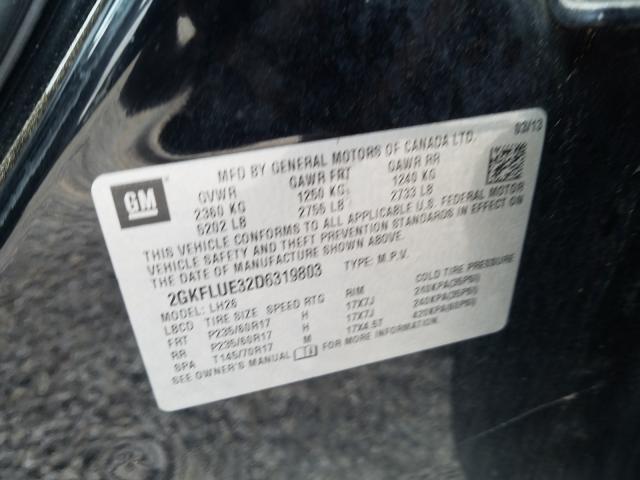 03/13
MFD BY GENERAL MOTORS OF CANADA LTD.
GM
GVWR GAWR FRT GAWR RR
2360 KG 1250 KG 1240 KG
5202 LB 2755 LB 2733 LB
THIS VEHICLE CONFORMS TO ALL APPLICABLE U.S. FEDERAL MOTOR
VEHICLE SAFETY AND THEFT PREVENTION STANDARDS IN EFFECT ON
THE DATE OF MANUFACTURE SHOWN ABOVE.
2GKFLUE32D6319803 TYPE: M.P.V.
MODEL: LH26
LBCD TIRE SIZE SPEED RTG RIM COLD TIRE PRESSURE
FRT P235/60R17 H 17X7J 240KPA(35PSI)
RR P235/60R17 H 17X7J 240KPA(35PSI)
SPA T145/70R17 M 17X4.5T 420KPA(60PSI)
SEE OWNER'S MANUAL FOR MORE INFORMATION